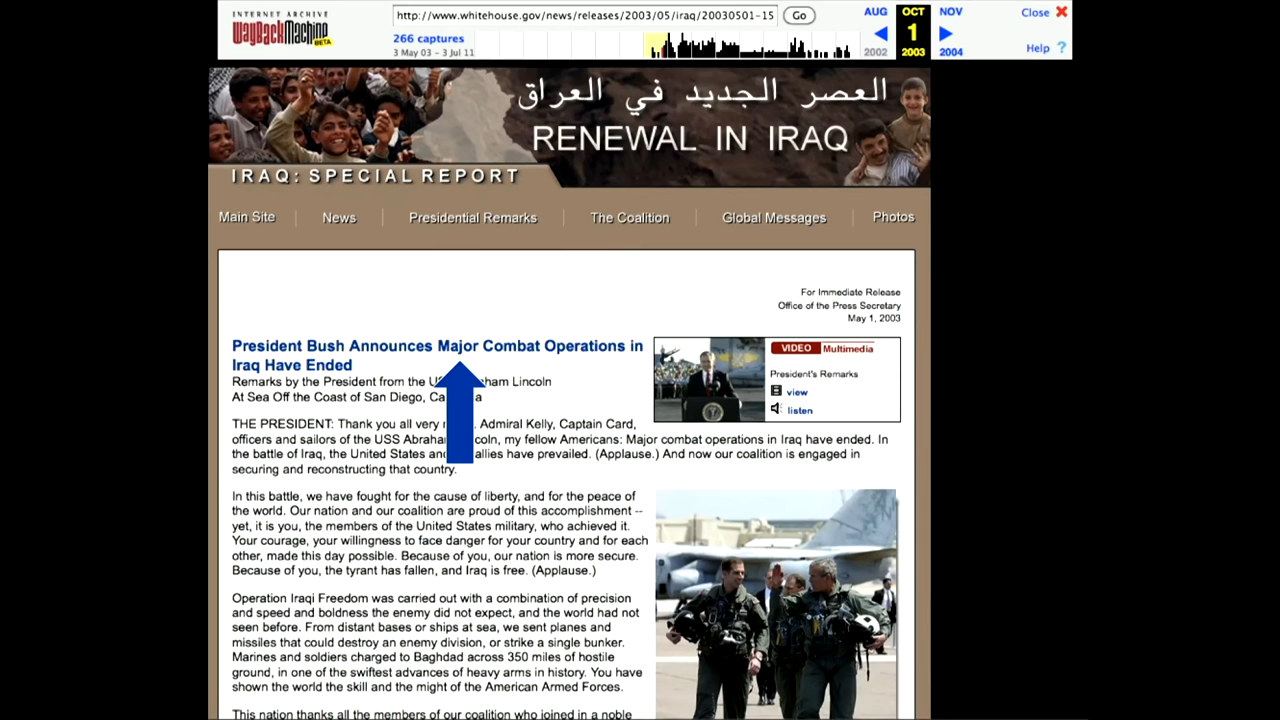 INTERNET ARCHIVE
WayBackMachine
BETA
http://www.whitehouse.gov/news/releases/2003/05/iraq/20030501-15
Go
266 captures
3 May 03 – 3 Jul 11
AUG OCT NOV
1
2002 2003 2004
Close
Help ?
العصر الجديد في العراق
RENEWAL IN IRAQ
IRAQ: SPECIAL REPORT
Main Site News Presidential Remarks The Coalition Global Messages Photos
For Immediate Release
Office of the Press Secretary
May 1, 2003
President Bush Announces Major Combat Operations in
Iraq Have Ended
Remarks by the President from the
ham Lincoln
At Sea Off the Coast of San Diego,
VIDEO Multimedia
President's Remarks
view
listen
THE PRESIDENT: Thank you all very Admiral Kelly, Captain Card,
officers and sailors of the USS my fellow Americans: Major combat operations in Iraq have ended. In
the battle of Iraq, the United States allies have prevailed. (Applause.) And now our coalition is engaged in
securing and reconstructing that country.
In this battle, we have fought for the cause of liberty, and for the peace of
the world. Our nation and our coalition are proud of this accomplishment --
yet, it is you, the members of the United States military, who achieved it.
Your courage, your willingness to face danger for your country and for each
other, made this day possible. Because of you, our nation is more secure.
Because of you, the tyrant has fallen, and Iraq is free. (Applause.)
Operation Iraqi Freedom was carried out with a combination of precision
and speed and boldness the enemy did not expect, and the world had not
seen before. From distant bases or ships at sea, we sent planes and
missiles that could destroy an enemy division, or strike a single bunker.
Marines and soldiers charged to Baghdad across 350 miles of hostile
ground, in one of the swiftest advances of heavy arms in history. You have
shown the world the skill and the might of the American Armed Forces.
This nation thanks all the members of our coalition who joined in a noble